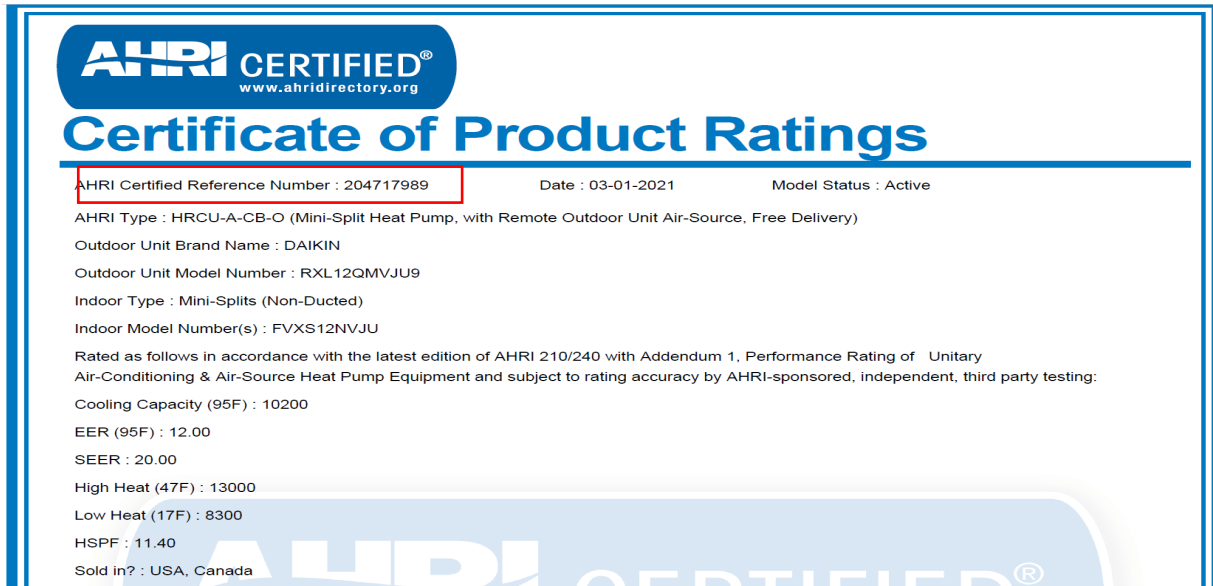 AHRI CERTIFIED®
www.ahridirectory.org
Certificate of Product Ratings
AHRI Certified Reference Number : 204717989 Date : 03-01-2021 Model Status : Active
AHRI Type : HRCU-A-CB-O (Mini-Split Heat Pump, with Remote Outdoor Unit Air-Source, Free Delivery)
Outdoor Unit Brand Name : DAIKIN
Outdoor Unit Model Number : RXL12QMVJU9
Indoor Type : Mini-Splits (Non-Ducted)
Indoor Model Number(s) : FVXS12NVJU
Rated as follows in accordance with the latest edition of AHRI 210/240 with Addendum 1, Performance Rating of Unitary
Air-Conditioning & Air-Source Heat Pump Equipment and subject to rating accuracy by AHRI-sponsored, independent, third party testing:
Cooling Capacity (95F) : 10200
EER (95F) : 12.00
SEER : 20.00
High Heat (47F) : 13000
Low Heat (17F) : 8300
HSPF : 11.40
Sold in? : USA, Canada
AHRI CERTIFIED®